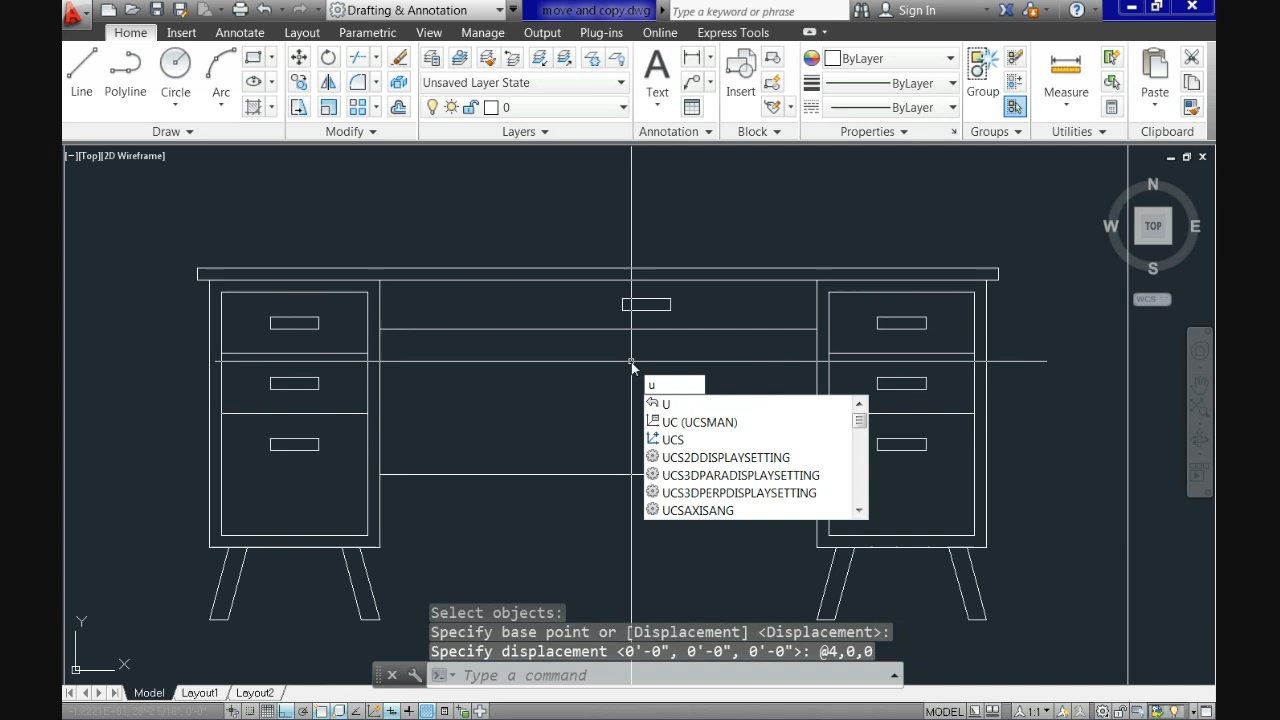 Drafting & Annotation
move and copy.dwg
Type a keyword or phrase
Sign In
Home
Insert
Annotate
Layout
Parametric
View
Manage
Output
Plug-ins
Online
Express Tools
Line
Polyline
Circle
Arc
Unsaved Layer State
0
Text
Insert
ByLayer
ByLayer
ByLayer
Group
Measure
Paste
Draw
Modify
Layers
Annotation
Block
Properties
Groups
Utilities
Clipboard
[−][Top][2D Wireframe]
N
W
TOP
E
S
WCS
u
U
UC (UCSMAN)
UCS
UCS2DDISPLAYSETTING
UCS3DPARADISPLAYSETTING
UCS3DPERPDISPLAYSETTING
UCSAXISANG
Select objects:
Specify base point or [Displacement] <Displacement>:
Specify displacement <0'-0", 0'-0", 0'-0">: @4,0,0
Y
X
Type a command
Model
Layout1
Layout2
MODEL
1:1